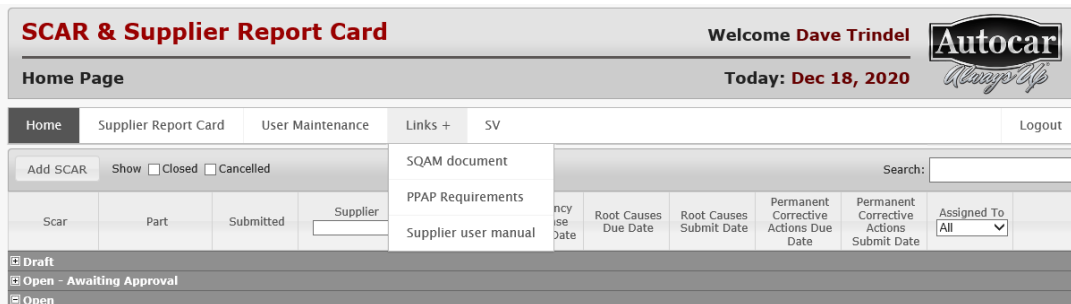 SCAR & Supplier Report Card
Welcome Dave Trindel
Autocar
Always Up
Home Page
Today: Dec 18, 2020
Home
Supplier Report Card
User Maintenance
Links +
SV
Logout
SQAM document
PPAP Requirements
Supplier user manual
Add SCAR
Show
Closed
Cancelled
Search:
Scar
Part
Submitted
Supplier
Date
Root Causes
Due Date
Root Causes
Submit Date
Permanent
Corrective
Actions Due
Date
Permanent
Corrective
Actions
Submit Date
Assigned To
All
Draft
Open - Awaiting Approval
Open